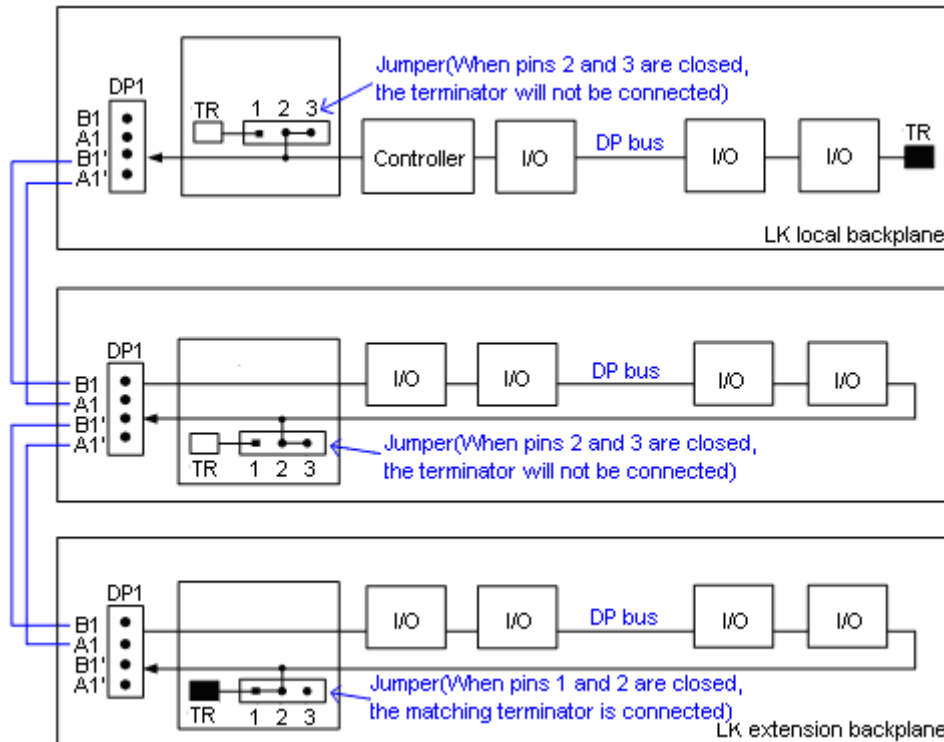 Jumper(When pins 2 and 3 are closed,
the terminator will not be connected)
DP1
TR 1 2 3
B1
A1
B1'
A1'
Controller
I/O
DP bus
I/O
I/O
TR
LK local backplane
DP1
I/O
I/O
DP bus
I/O
I/O
B1
A1
B1'
A1'
Jumper(When pins 2 and 3 are closed,
the terminator will not be connected)
TR 1 2 3
DP1
I/O
I/O
DP bus
I/O
I/O
B1
A1
B1'
A1'
Jumper(When pins 1 and 2 are closed,
the matching terminator is connected)
TR 1 2 3
LK extension backplane